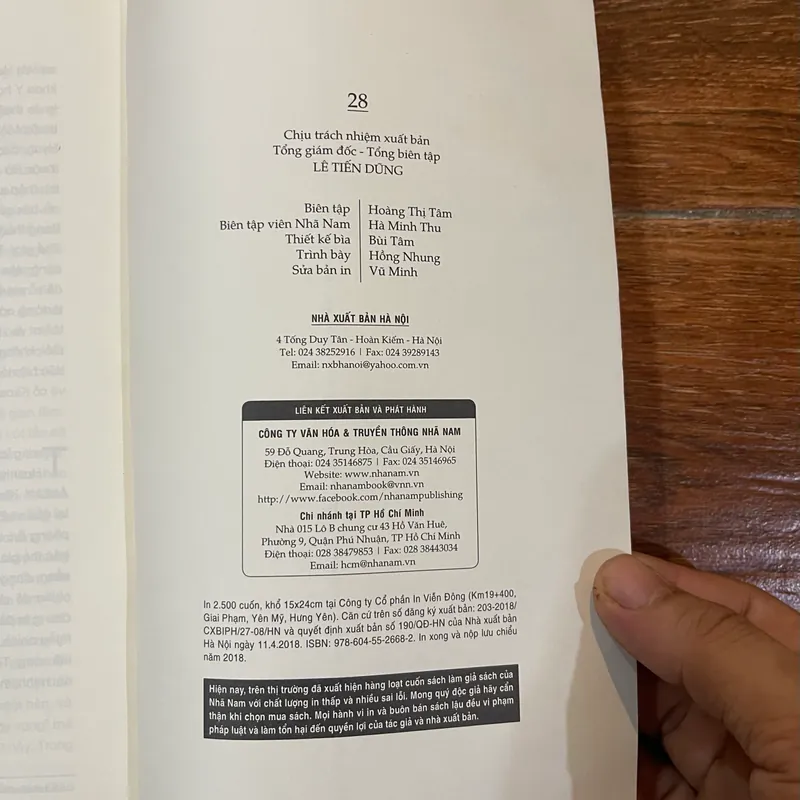 28
Chịu trách nhiệm xuất bản
Tổng giám đốc - Tổng biên tập
LÊ TIẾN DŨNG
Biên tập Hoàng Thị Tâm
Biên tập viên Nhã Nam Hà Minh Thu
Thiết kế bìa Bùi Tâm
Trình bày Hồng Nhung
Sửa bản in Vũ Minh
NHÀ XUẤT BẢN HÀ NỘI
4 Tống Duy Tân - Hoàn Kiếm - Hà Nội
Tel: 024 38252916 | Fax: 024 39289143
Email: nxbhanoi@yahoo.com.vn
LIÊN KẾT XUẤT BẢN VÀ PHÁT HÀNH
CÔNG TY VĂN HÓA & TRUYỀN THÔNG NHÃ NAM
59 Đỗ Quang, Trung Hòa, Cầu Giấy, Hà Nội
Điện thoại: 024 35146875 | Fax: 024 35146965
Website: www.nhanam.vn
Email: nhanambook@vnn.vn
http://www.facebook.com/nhanampublishing
Chi nhánh tại TP Hồ Chí Minh
Nhà 015 Lô B chung cư 43 Hồ Văn Huê,
Phường 9, Quận Phú Nhuận, TP Hồ Chí Minh
Điện thoại: 028 38479853 | Fax: 028 38443034
Email: hcm@nhanam.vn
In 2.500 cuốn, khổ 15x24cm tại Công ty Cổ phần In Viễn Đông (Km19+400,
Giai Phạm, Yên Mỹ, Hưng Yên). Căn cứ trên số đăng ký xuất bản: 203-2018/
CXBIPH/27-08/HN và quyết định xuất bản số 190/QĐ-HN của Nhà xuất bản
Hà Nội ngày 11.4.2018. ISBN: 978-604-55-2668-2. In xong và nộp lưu chiểu
năm 2018.
Hiện nay, trên thị trường đã xuất hiện hàng loạt cuốn sách làm giả sách của
Nhã Nam với chất lượng in thấp và nhiều sai lỗi. Mong quý độc giả hãy cẩn
thận khi chọn mua sách. Mọi hành vi in và buôn bán sách lậu đều vi phạm
pháp luật và làm tổn hại đến quyền lợi của tác giả và nhà xuất bản.